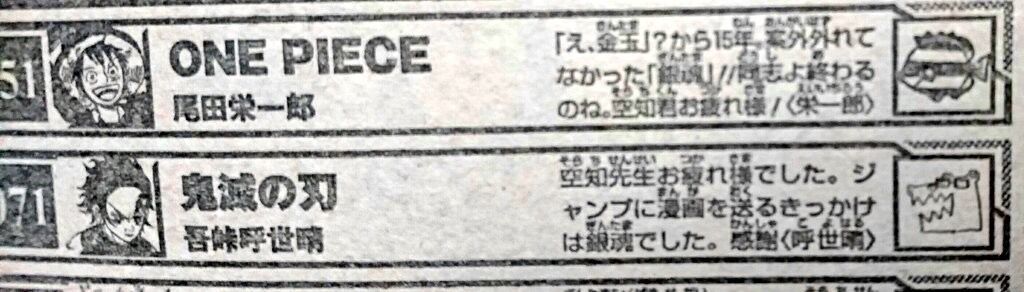 51
ONE PIECE
尾田栄一郎
「え、金玉」?から15年。案外外れて
なかった「銀魂」!/同志よ終わる
のね。空知君お疲れ様!〈栄一郎〉
071
鬼滅の刃
吾峠呼世晴
空知先生お疲れ様でした。ジ
ャンプに漫画を送るきっかけ
は銀魂でした。感謝〈呼世晴〉